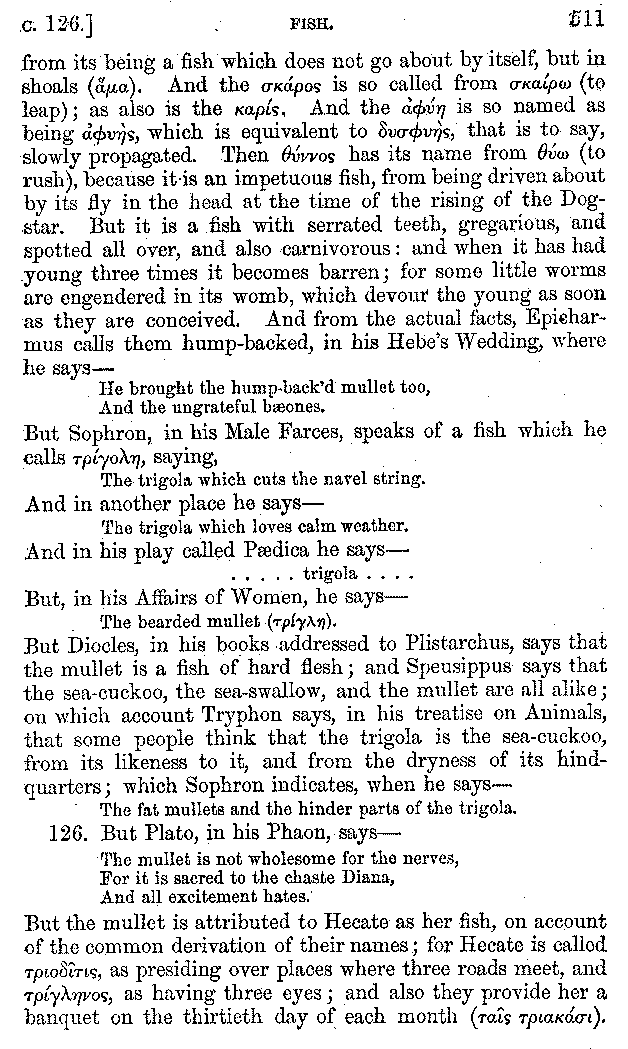 C. 126.] FISH. 511
from its being a fish which does not go about by itself, but in
shoals (ἅμα). And the σκάρος is so called from σκαίρω (to
leap); as also is the καρίς. And the ἀφύη is so named as
being ἀφυὴς, which is equivalent to δυσφυὴς, that is to say,
slowly propagated. Then θύννος has its name from θύω (to
rush), because it is an impetuous fish, from being driven about
by its fly in the head at the time of the rising of the Dog-
star. But it is a fish with serrated teeth, gregarious, and
spotted all over, and also carnivorous: and when it has had
young three times it becomes barren; for some little worms
are engendered in its womb, which devour the young as soon
as they are conceived. And from the actual facts, Epichar-
mus calls them hump-backed, in his Hebe's Wedding, where
he says—
He brought the hump-back'd mullet too,
And the ungrateful bæones.
But Sophron, in his Male Farces, speaks of a fish which he
calls τρίγολη, saying,
The trigola which cuts the navel string.
And in another place he says—
The trigola which loves calm weather.
And in his play called Pædica he says—
. . . . . trigola . . . .
But, in his Affairs of Women, he says—
The bearded mullet (τρίγλη).
But Diocles, in his books addressed to Plistarchus, says that
the mullet is a fish of hard flesh; and Speusippus says that
the sea-cuckoo, the sea-swallow, and the mullet are all alike;
on which account Tryphon says, in his treatise on Animals,
that some people think that the trigola is the sea-cuckoo,
from its likeness to it, and from the dryness of its hind-
quarters; which Sophron indicates, when he says—
The fat mullets and the hinder parts of the trigola.
126. But Plato, in his Phaon, says—
The mullet is not wholesome for the nerves,
For it is sacred to the chaste Diana,
And all excitement hates.
But the mullet is attributed to Hecate as her fish, on account
of the common derivation of their names; for Hecate is called
τριοδῖτις, as presiding over places where three roads meet, and
τρίγληνος, as having three eyes; and also they provide her a
banquet on the thirtieth day of each month (ταῖς τριακάσι).